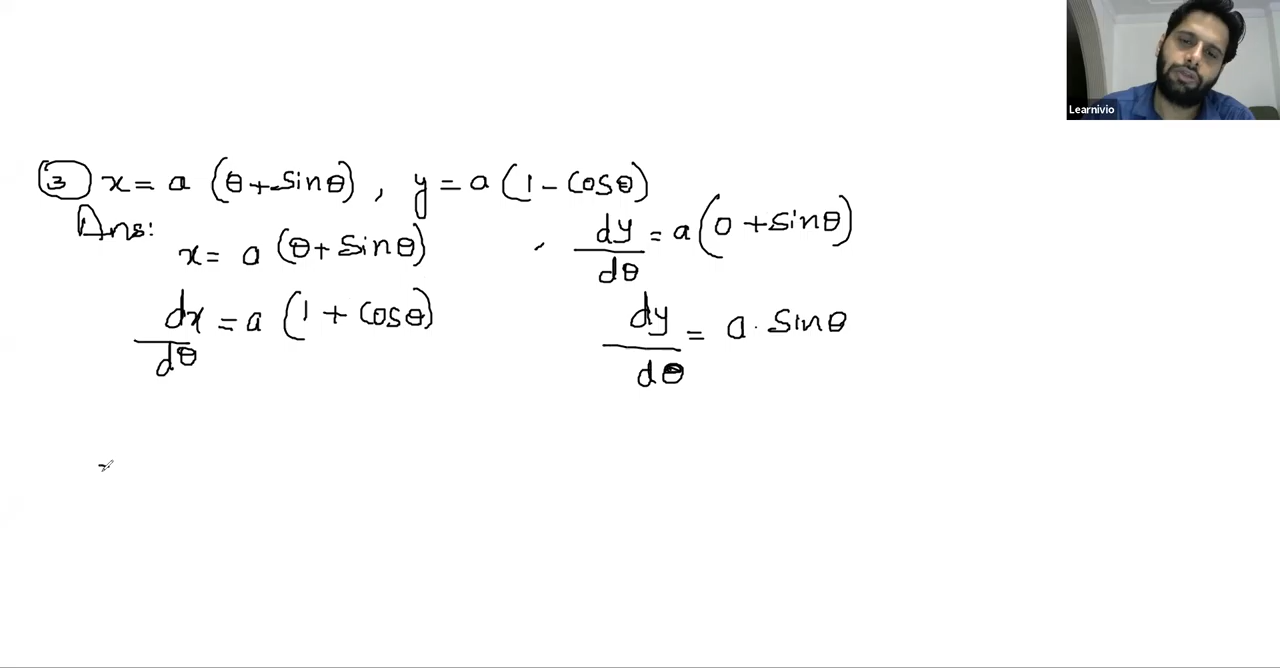 Learnivio
③ x = a (θ + sinθ) , y = a (1 - cosθ)
Ans:
x = a (θ + sinθ) , dy/dθ = a (0 + sinθ)
dx/dθ = a (1 + cosθ) dy/dθ = a · sinθ